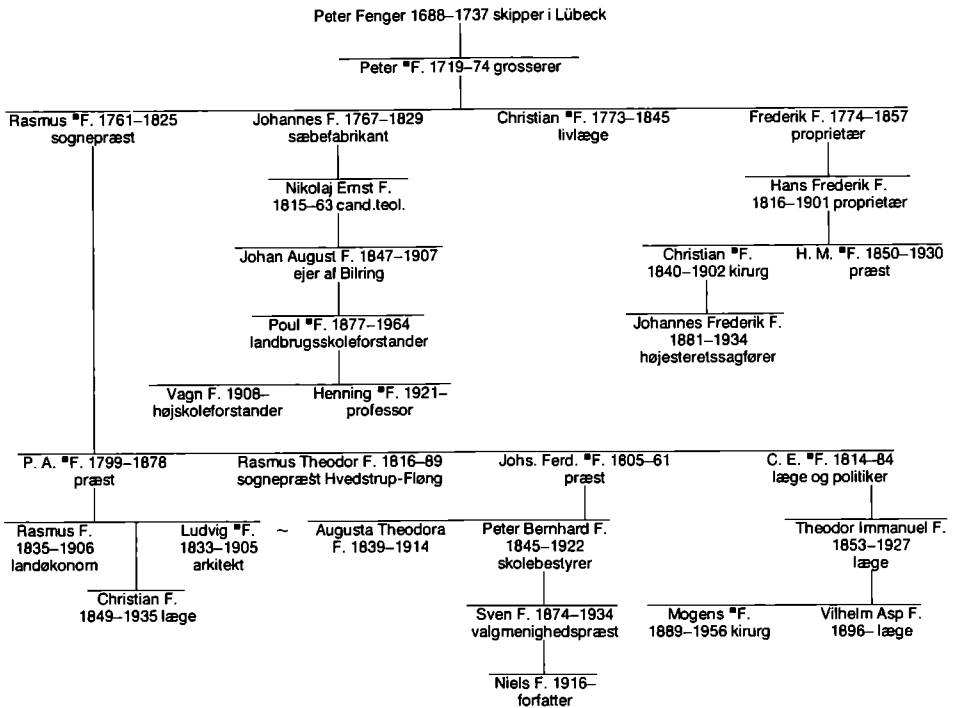 Peter Fenger 1688–1737 skipper i Lübeck
Peter ■F. 1719–74 grosserer
Rasmus ■F. 1761–1825
sognepræst
Johannes F. 1767–1829
sæbefabrikant
Christian ■F. 1773–1845
livlæge
Frederik F. 1774–1857
proprietær
Nikolaj Ernst F.
1815–63 cand.teol.
Hans Frederik F.
1816–1901 proprietær
Johan August F. 1847–1907
ejer af Bilring
Christian ■F.
1840–1902 kirurg
H. M. ■F. 1850–1930
præst
Poul ■F. 1877–1964
landbrugsskoleforstander
Johannes Frederik F.
1881–1934
højesteretssagfører
Vagn F. 1908–
højskoleforstander
Henning ■F. 1921–
professor
P. A. ■F. 1799–1878
præst
Rasmus Theodor F. 1816–89
sognepræst Hvedstrup-Fløng
Johs. Ferd. ■F. 1805–61
præst
C. E. ■F. 1814–84
læge og politiker
Rasmus F.
1835–1906
landøkonom
Ludvig ■F.
1833–1905
arkitekt
~
Augusta Theodora
F. 1839–1914
Peter Bernhard F.
1845–1922
skolebestyrer
Theodor Immanuel F.
1853–1927
læge
Christian F.
1849–1935 læge
Sven F. 1874–1934
valgmenighedspræst
Mogens ■F.
1889–1956 kirurg
Vilhelm Asp F.
1896– læge
Niels F. 1916–
forfatter